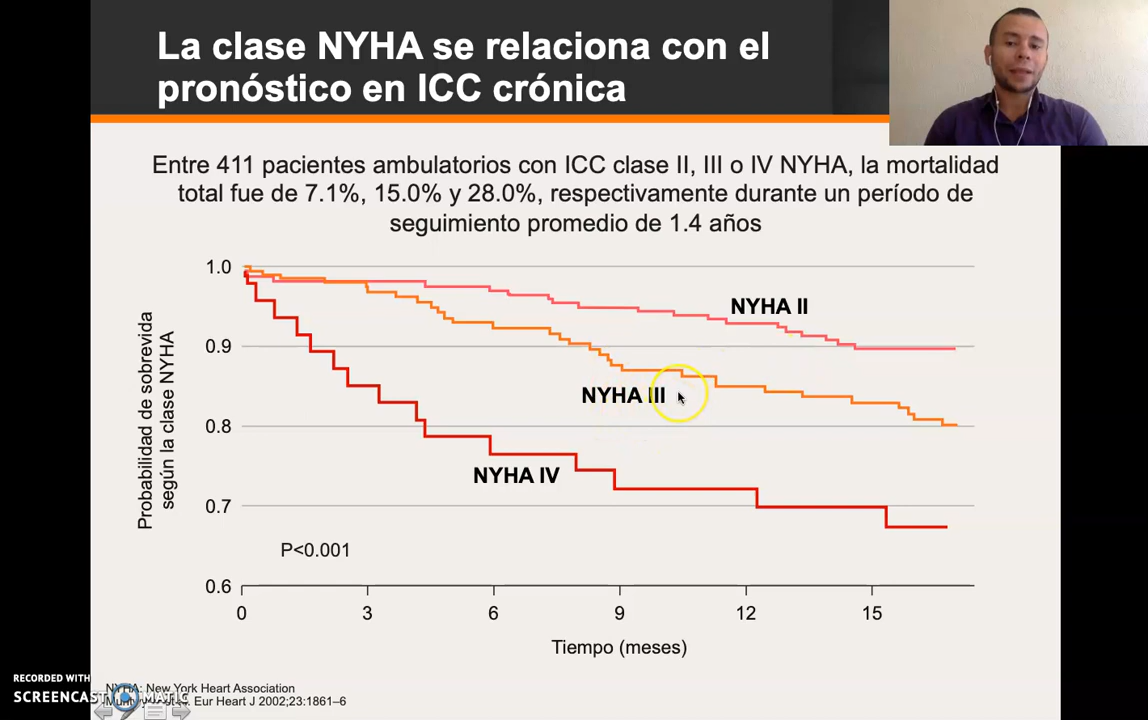 La clase NYHA se relaciona con el
pronóstico en ICC crónica
Entre 411 pacientes ambulatorios con ICC clase II, III o IV NYHA, la mortalidad
total fue de 7.1%, 15.0% y 28.0%, respectivamente durante un período de
seguimiento promedio de 1.4 años
1.0
0.9
0.8
0.7
0.6
Probabilidad de sobrevida
según la clase NYHA
NYHA II
NYHA III
NYHA IV
P<0.001
0 3 6 9 12 15
Tiempo (meses)
NYHA: New York Heart Association
Eur Heart J 2002;23:1861–6
RECORDED WITH
SCREENCAST MATIC